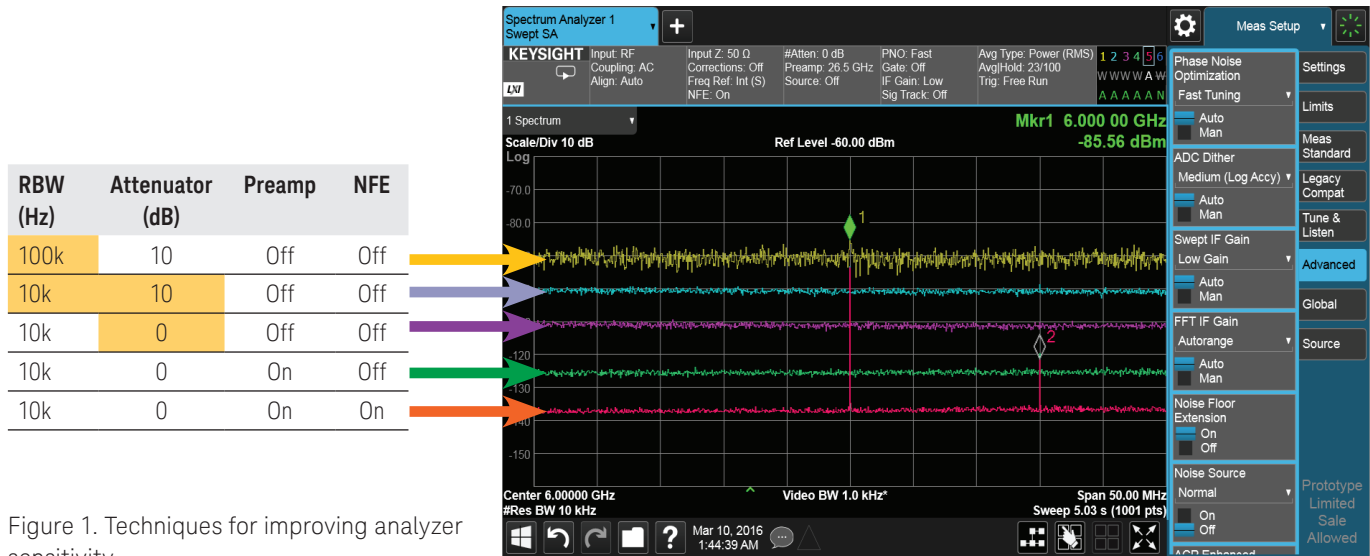 RBW (Hz) Attenuator (dB) Preamp NFE
100k 10 Off Off
10k 10 Off Off
10k 0 Off Off
10k 0 On Off
10k 0 On On
Figure 1. Techniques for improving analyzer
Spectrum Analyzer 1
Swept SA
+
Meas Setup
KEYSIGHT
LXI
Input: RF
Coupling: AC
Align: Auto
Input Z: 50 Ω
Corrections: Off
Freq Ref: Int (S)
NFE: On
#Atten: 0 dB
Preamp: 26.5 GHz
Source: Off
PNO: Fast
Gate: Off
IF Gain: Low
Sig Track: Off
Avg Type: Power (RMS)
Avg|Hold: 23/100
Trig: Free Run
1 2 3 4 5 6
W W W W A W
A A A A A N
1 Spectrum
Scale/Div 10 dB
Ref Level -60.00 dBm
Mkr1 6.000 00 GHz
-85.56 dBm
Log
-70.0
-80.0
1
-120
2
-130
-140
-150
Center 6.00000 GHz
#Res BW 10 kHz
Video BW 1.0 kHz*
Span 50.00 MHz
Sweep 5.03 s (1001 pts)
?
Mar 10, 2016
1:44:39 AM
Phase Noise
Optimization
Fast Tuning
Auto
Man
ADC Dither
Medium (Log Accy)
Auto
Man
Swept IF Gain
Low Gain
Auto
Man
FFT IF Gain
Autorange
Auto
Man
Noise Floor
Extension
On
Off
Noise Source
Normal
On
Off
Settings
Limits
Meas
Standard
Legacy
Compat
Tune &
Listen
Advanced
Global
Source
Prototype
Limited
Sale
Allowed